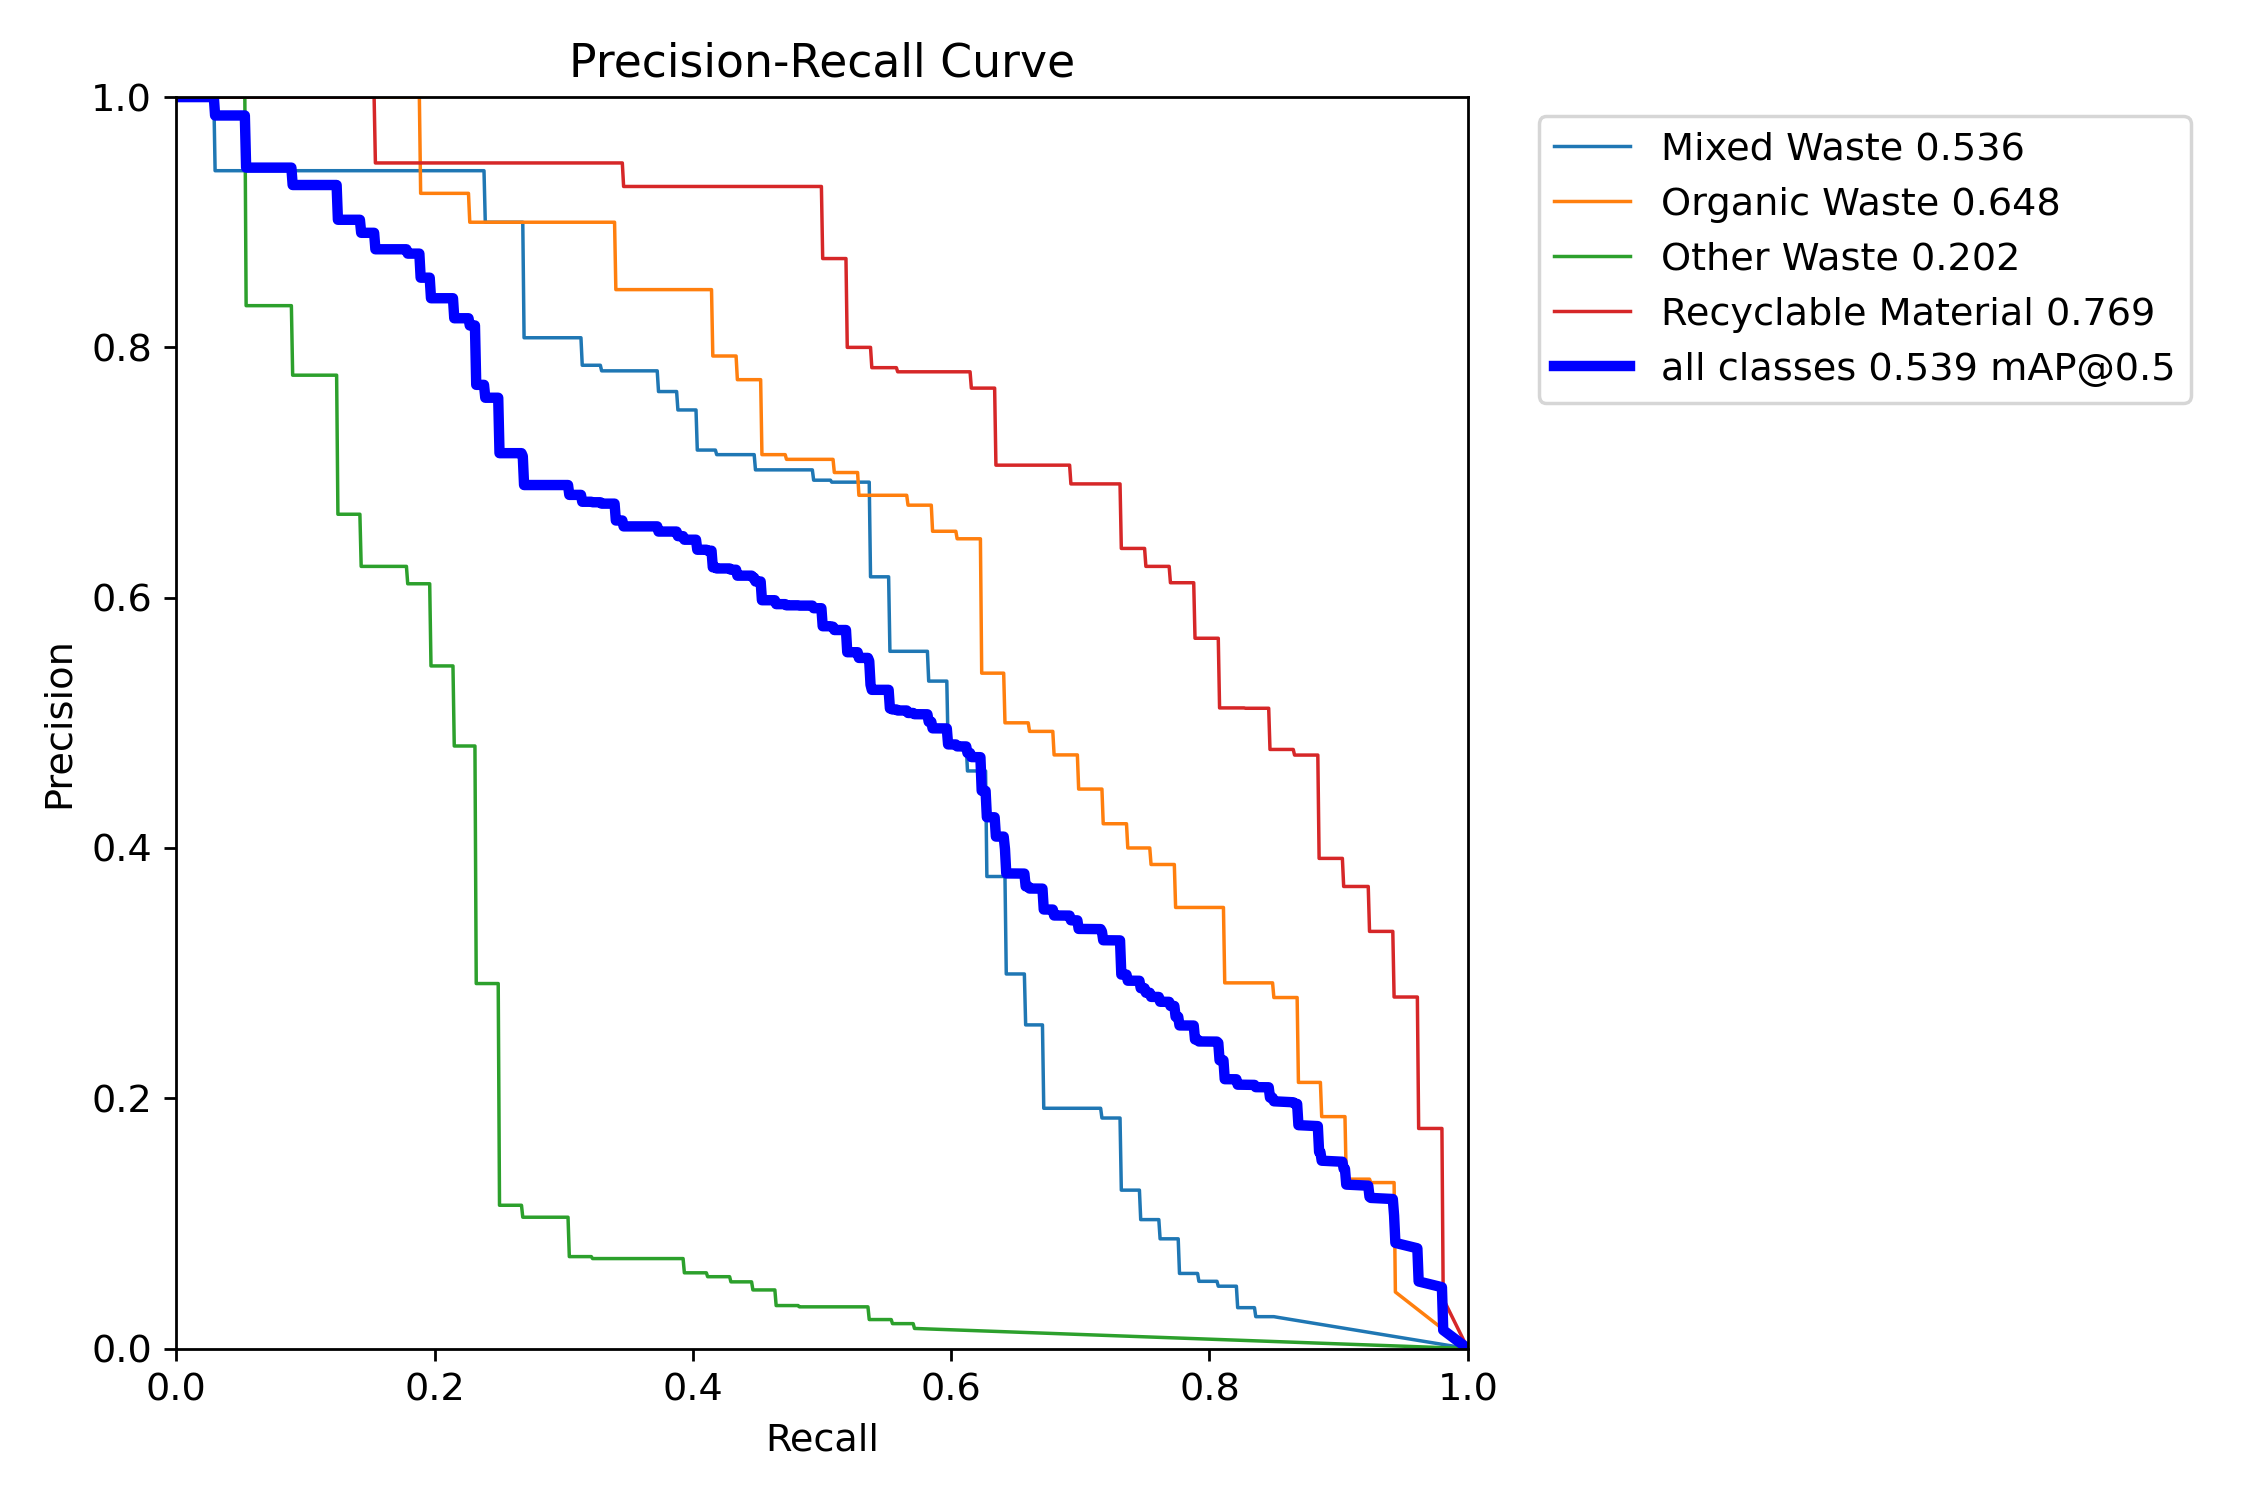 Precision-Recall Curve
1.0
0.8
0.6
0.4
0.2
0.0
Precision
0.0 0.2 0.4 0.6 0.8 1.0
Recall
Mixed Waste 0.536
Organic Waste 0.648
Other Waste 0.202
Recyclable Material 0.769
all classes 0.539 mAP@0.5